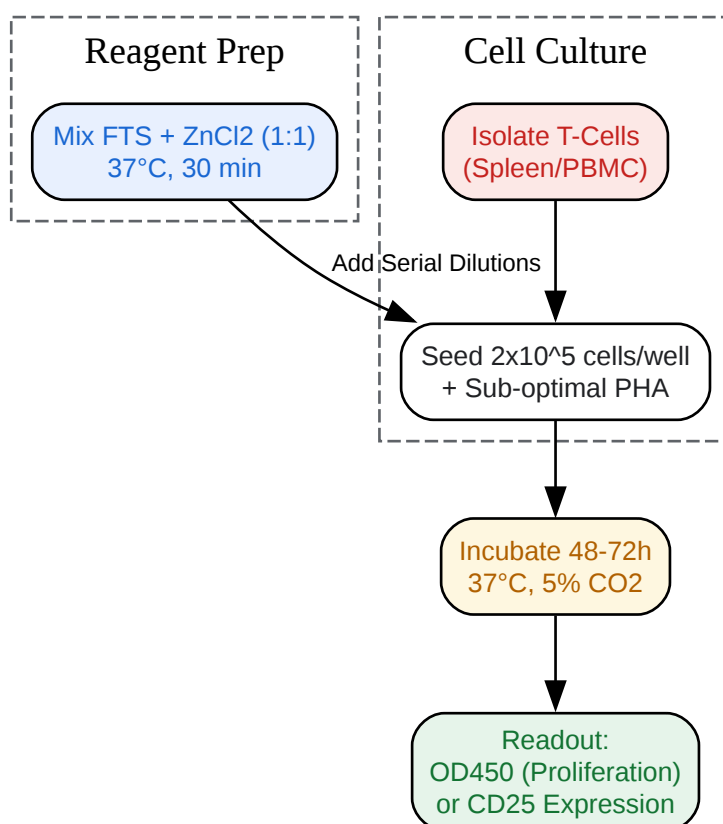 Reagent Prep
Mix FTS + ZnCl2 (1:1)
37°C, 30 min
Cell Culture
Isolate T-Cells
(Spleen/PBMC)
Add Serial Dilutions
Seed 2x10^5 cells/well
+ Sub-optimal PHA
Incubate 48-72h
37°C, 5% CO2
Readout:
OD450 (Proliferation)
or CD25 Expression